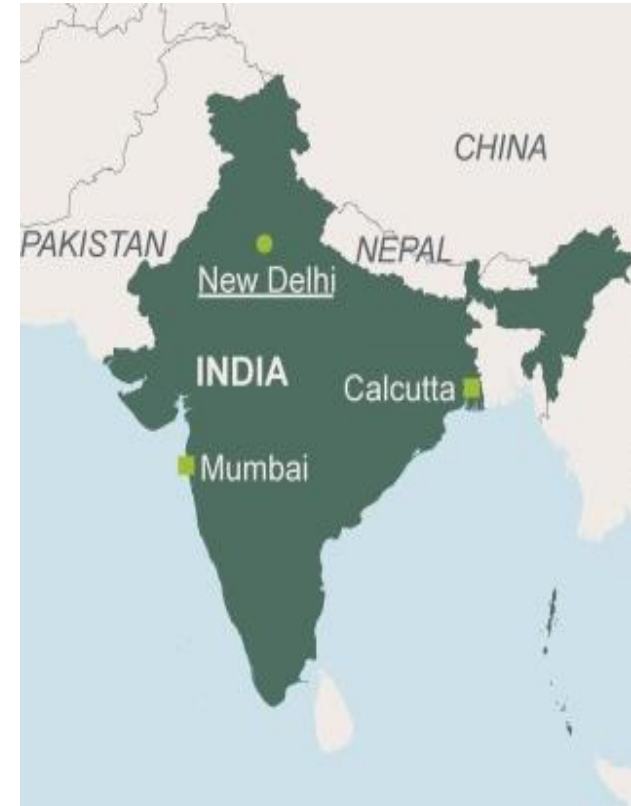 CHINA
PAKISTAN
NEPAL
New Delhi
INDIA
Calcutta
Mumbai